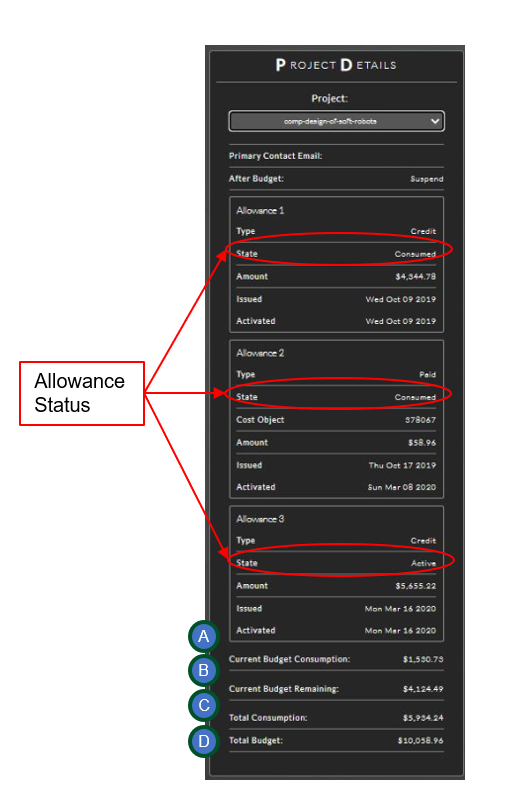 PROJECT DETAILS
Project:
comp-design-of-soft-robots
Primary Contact Email:
After Budget: Suspend
Allowance 1
Type Credit
State Consumed
Amount $4,344.78
Issued Wed Oct 09 2019
Activated Wed Oct 09 2019
Allowance 2
Type Paid
State Consumed
Cost Object 378067
Amount $58.96
Issued Thu Oct 17 2019
Activated Sun Mar 08 2020
Allowance 3
Type Credit
State Active
Amount $5,655.22
Issued Mon Mar 16 2020
Activated Mon Mar 16 2020
Allowance
Status
A
Current Budget Consumption: $1,530.73
B
Current Budget Remaining: $4,124.49
C
Total Consumption: $5,934.24
D
Total Budget: $10,058.96